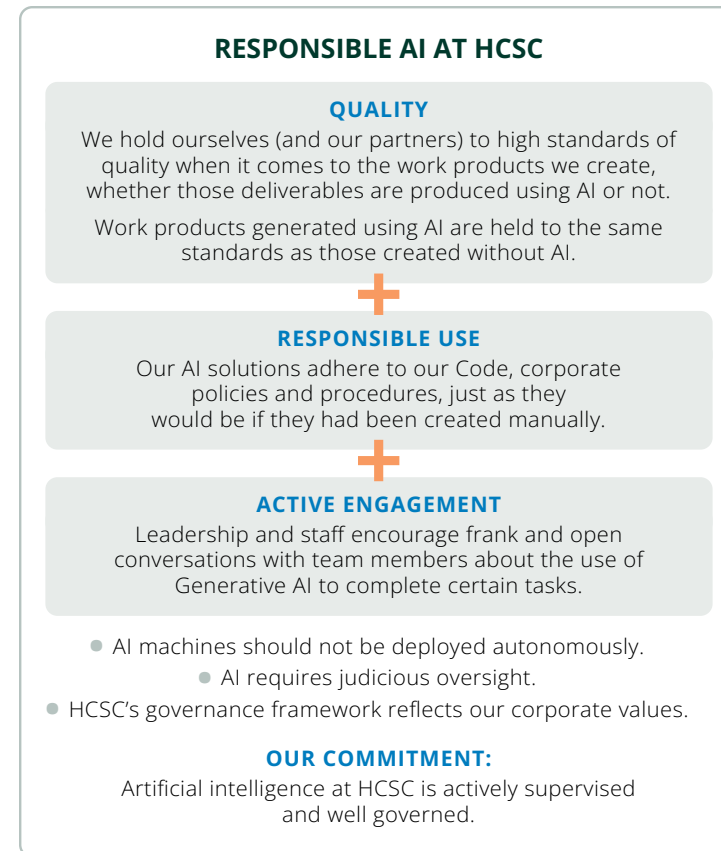 RESPONSIBLE AI AT HCSC
QUALITY
We hold ourselves (and our partners) to high standards of
quality when it comes to the work products we create,
whether those deliverables are produced using AI or not.
Work products generated using AI are held to the same
standards as those created without AI.
RESPONSIBLE USE
Our AI solutions adhere to our Code, corporate
policies and procedures, just as they
would be if they had been created manually.
ACTIVE ENGAGEMENT
Leadership and staff encourage frank and open
conversations with team members about the use of
Generative AI to complete certain tasks.
• AI machines should not be deployed autonomously.
• AI requires judicious oversight.
• HCSC’s governance framework reflects our corporate values.
OUR COMMITMENT:
Artificial intelligence at HCSC is actively supervised
and well governed.